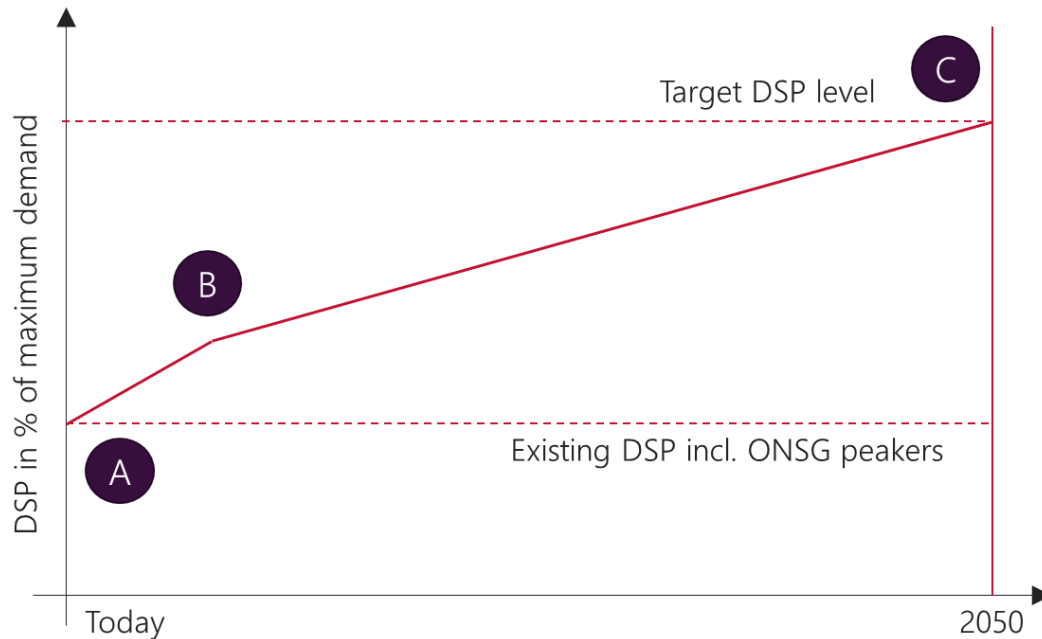 C
Target DSP level
DSP in % of maximum demand
B
Existing DSP incl. ONSG peakers
A
Today
2050